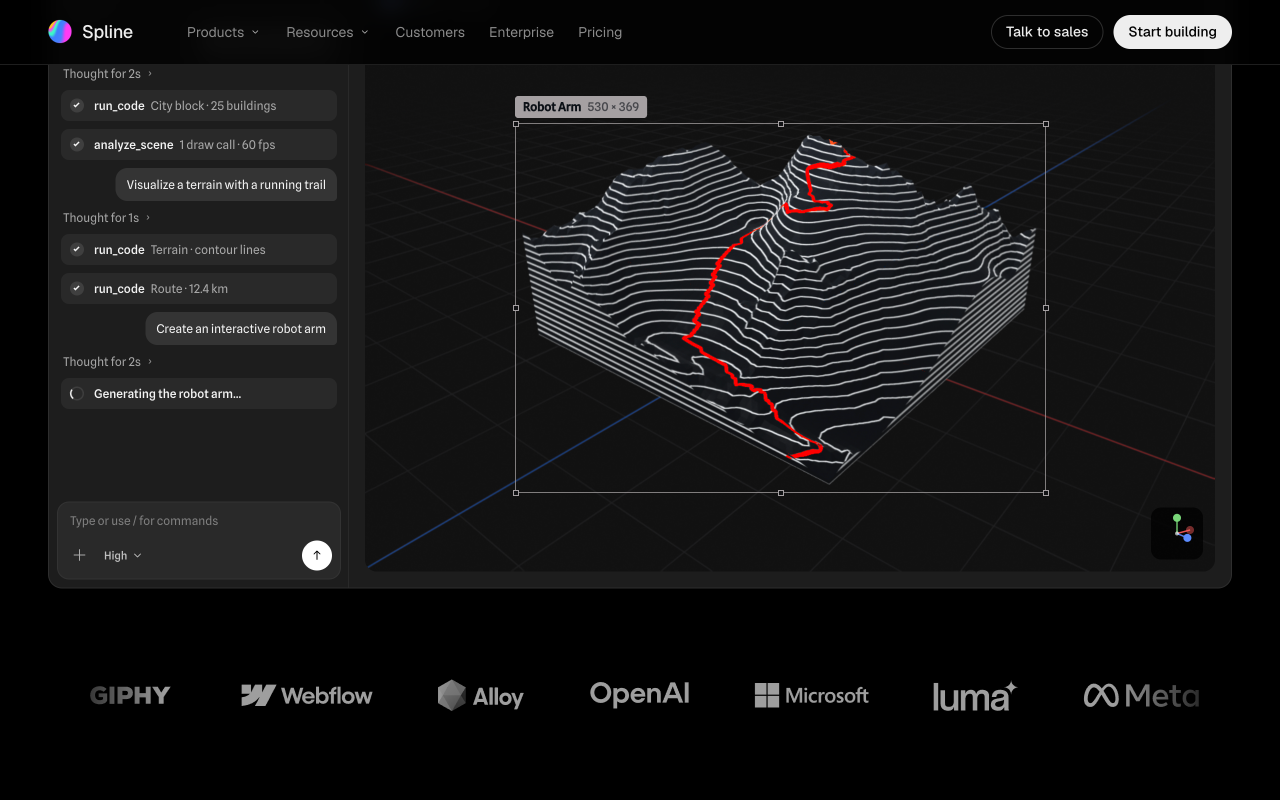 Spline
Products
Resources
Customers
Enterprise
Pricing
Talk to sales
Start building
Thought for 2s
run_code City block · 25 buildings
analyze_scene 1 draw call · 60 fps
Visualize a terrain with a running trail
Thought for 1s
run_code Terrain · contour lines
run_code Route · 12.4 km
Create an interactive robot arm
Thought for 2s
Generating the robot arm...
Type or use / for commands
High
Robot Arm 530 × 369
GIPHY
Webflow
Alloy
OpenAI
Microsoft
luma
Meta